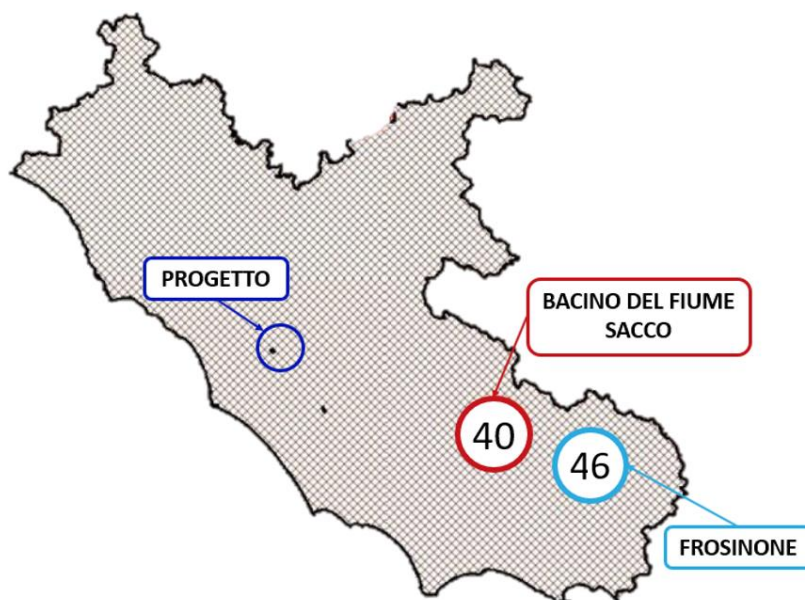 PROGETTO
BACINO DEL FIUME
SACCO
40
46
FROSINONE